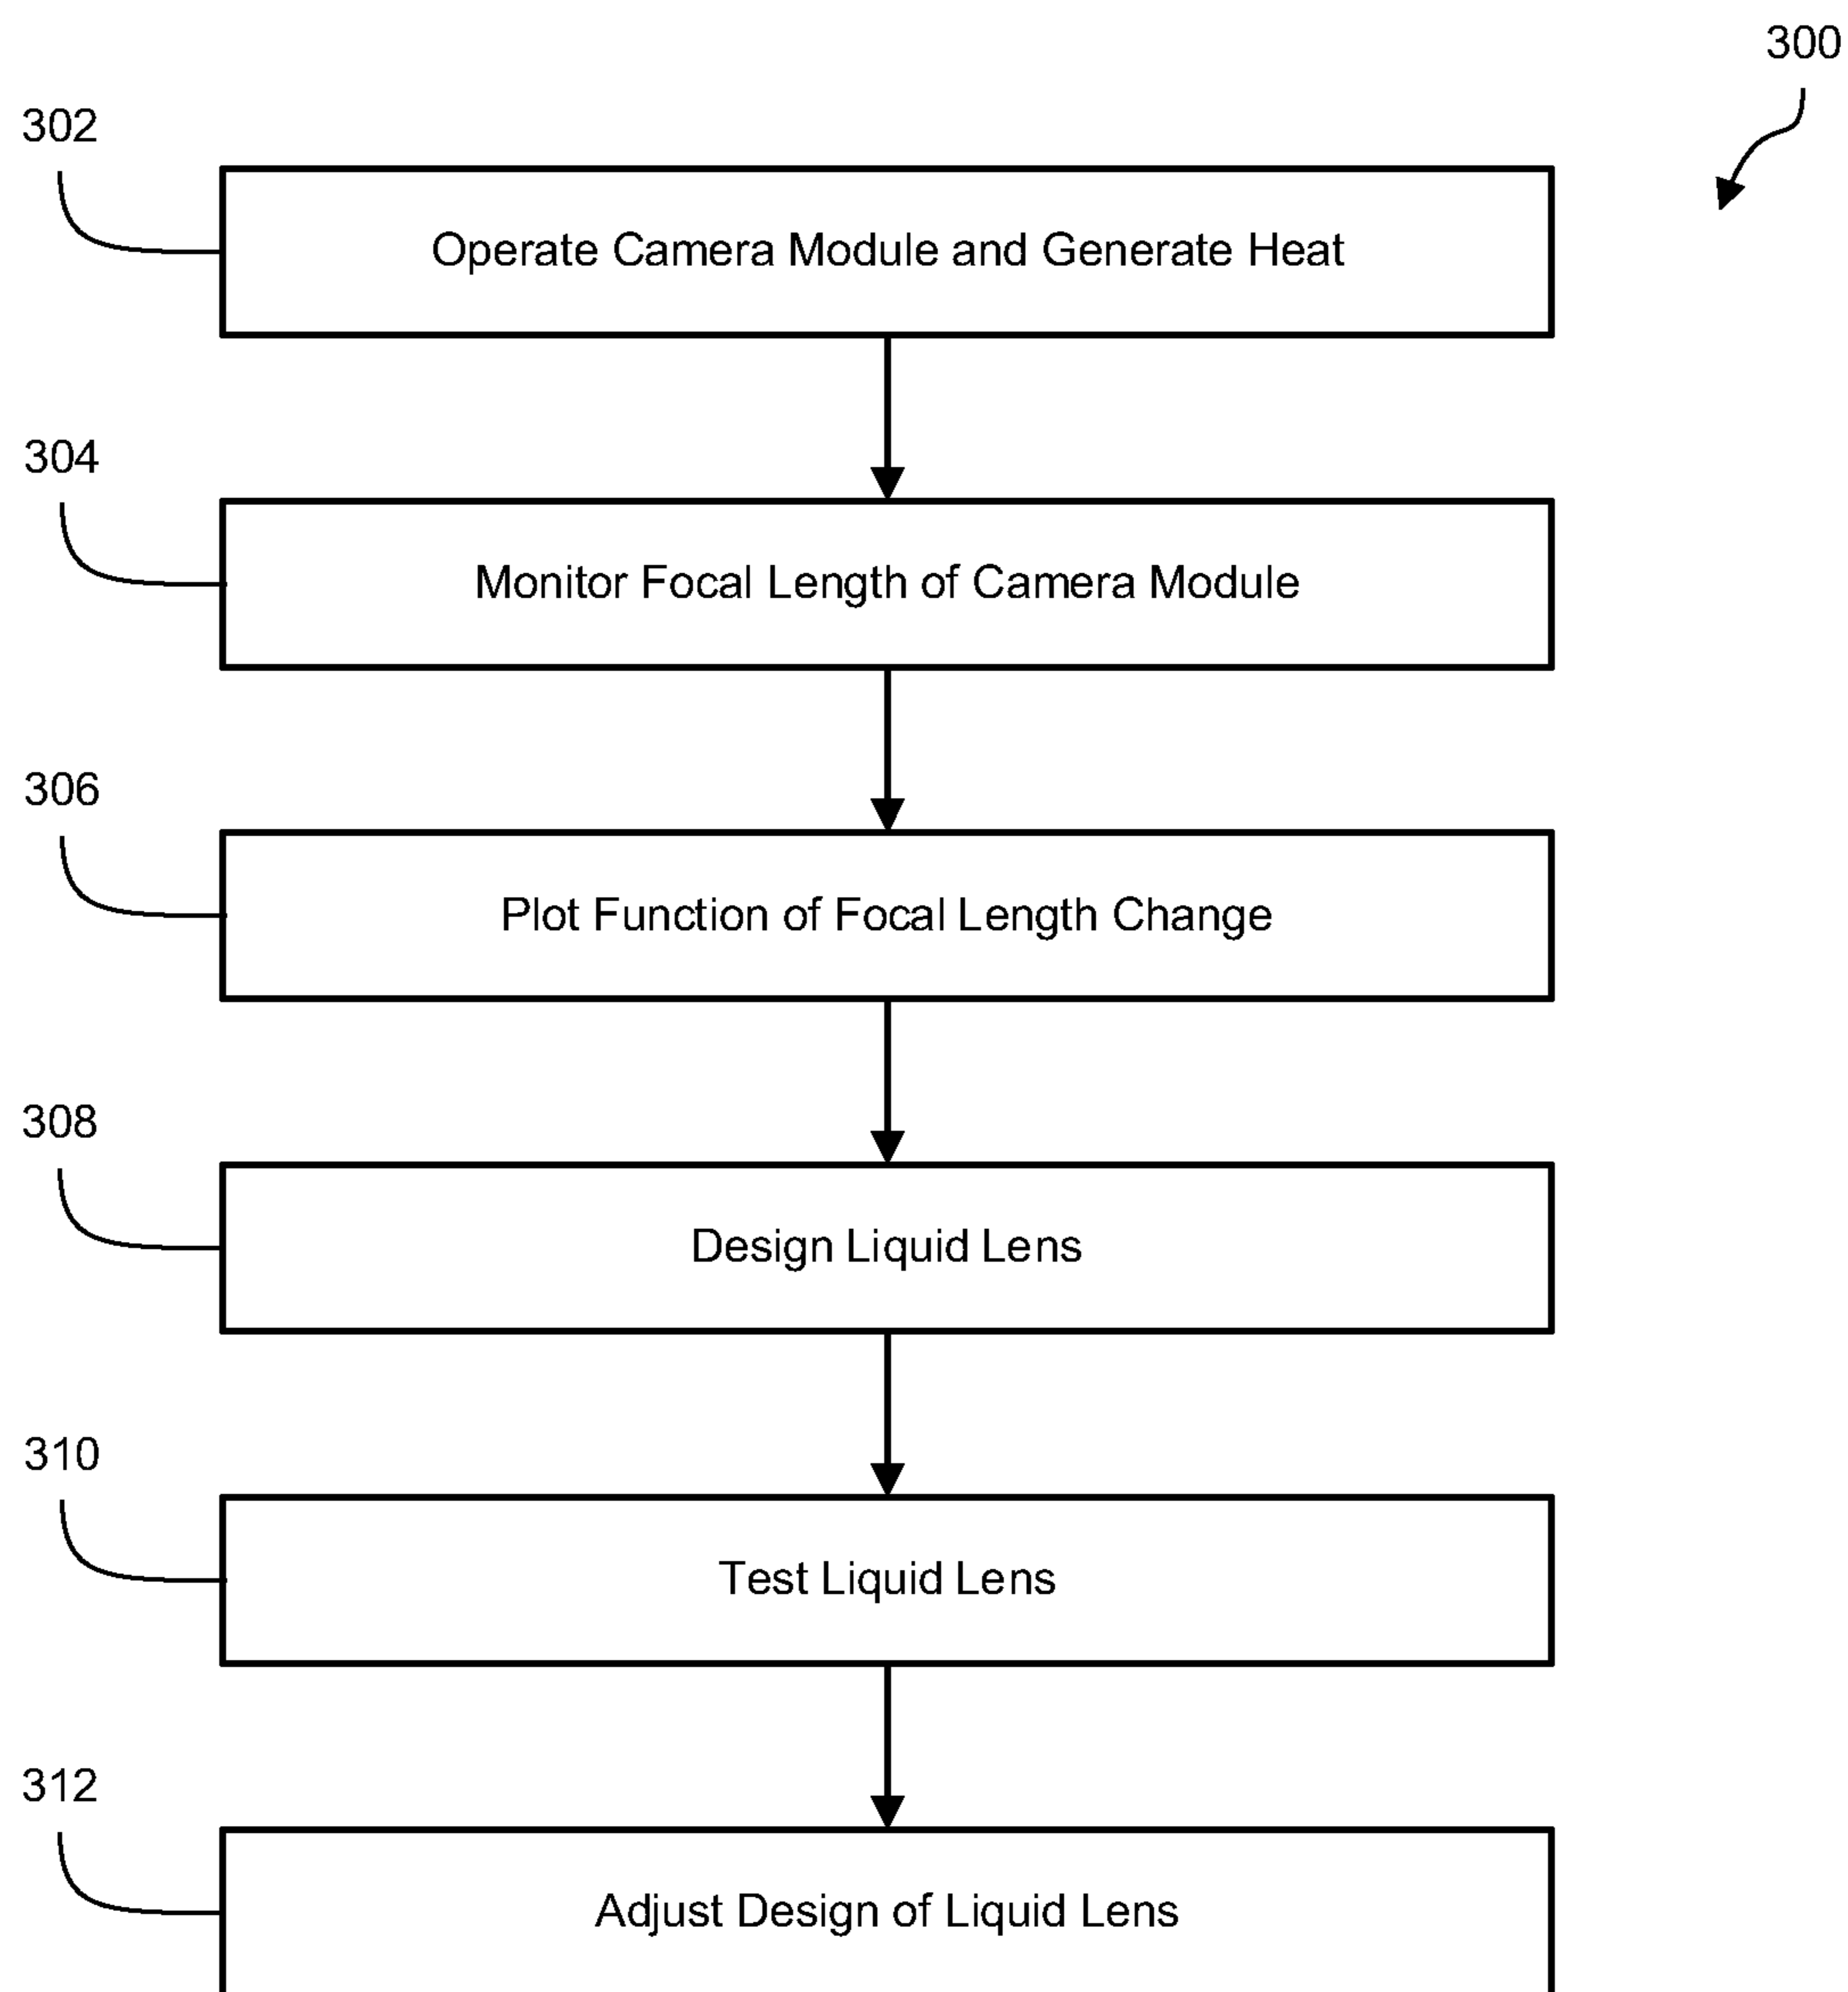 300
302
Operate Camera Module and Generate Heat
304
Monitor Focal Length of Camera Module
306
Plot Function of Focal Length Change
308
Design Liquid Lens
310
Test Liquid Lens
312
Adjust Design of Liquid Lens